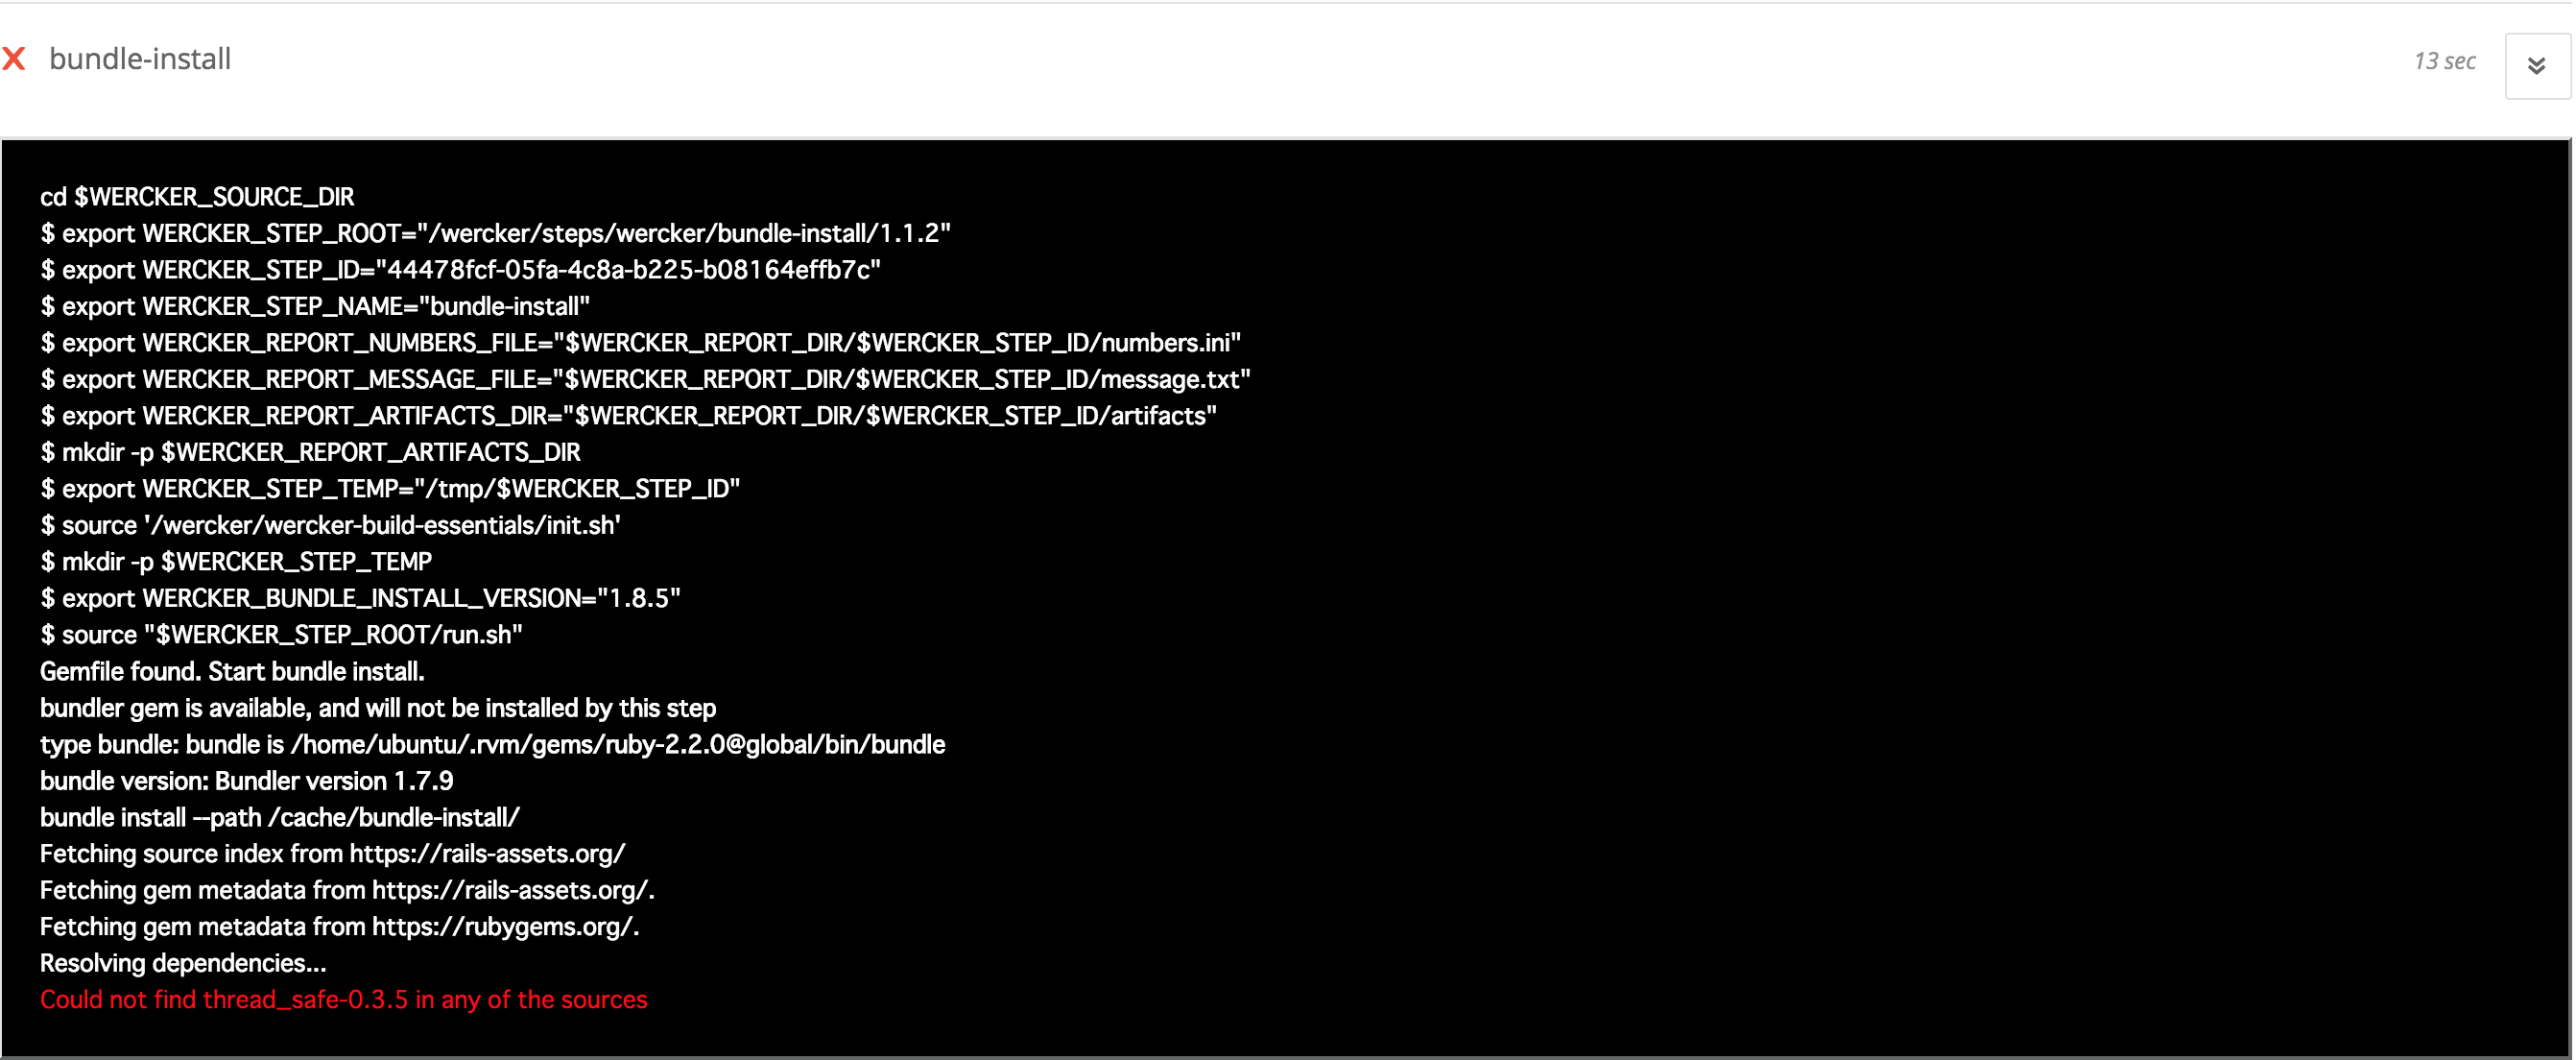 bundle-install
13 sec
cd $WERCKER_SOURCE_DIR
$ export WERCKER_STEP_ROOT="/wercker/steps/wercker/bundle-install/1.1.2"
$ export WERCKER_STEP_ID="44478fcf-05fa-4c8a-b225-b08164effb7c"
$ export WERCKER_STEP_NAME="bundle-install"
$ export WERCKER_REPORT_NUMBERS_FILE="$WERCKER_REPORT_DIR/$WERCKER_STEP_ID/numbers.ini"
$ export WERCKER_REPORT_MESSAGE_FILE="$WERCKER_REPORT_DIR/$WERCKER_STEP_ID/message.txt"
$ export WERCKER_REPORT_ARTIFACTS_DIR="$WERCKER_REPORT_DIR/$WERCKER_STEP_ID/artifacts"
$ mkdir -p $WERCKER_REPORT_ARTIFACTS_DIR
$ export WERCKER_STEP_TEMP="/tmp/$WERCKER_STEP_ID"
$ source '/wercker/wercker-build-essentials/init.sh'
$ mkdir -p $WERCKER_STEP_TEMP
$ export WERCKER_BUNDLE_INSTALL_VERSION="1.8.5"
$ source "$WERCKER_STEP_ROOT/run.sh"
Gemfile found. Start bundle install.
bundler gem is available, and will not be installed by this step
type bundle: bundle is /home/ubuntu/.rvm/gems/ruby-2.2.0@global/bin/bundle
bundle version: Bundler version 1.7.9
bundle install --path /cache/bundle-install/
Fetching source index from https://rails-assets.org/
Fetching gem metadata from https://rails-assets.org/.
Fetching gem metadata from https://rubygems.org/.
Resolving dependencies...
Could not find thread_safe-0.3.5 in any of the sources